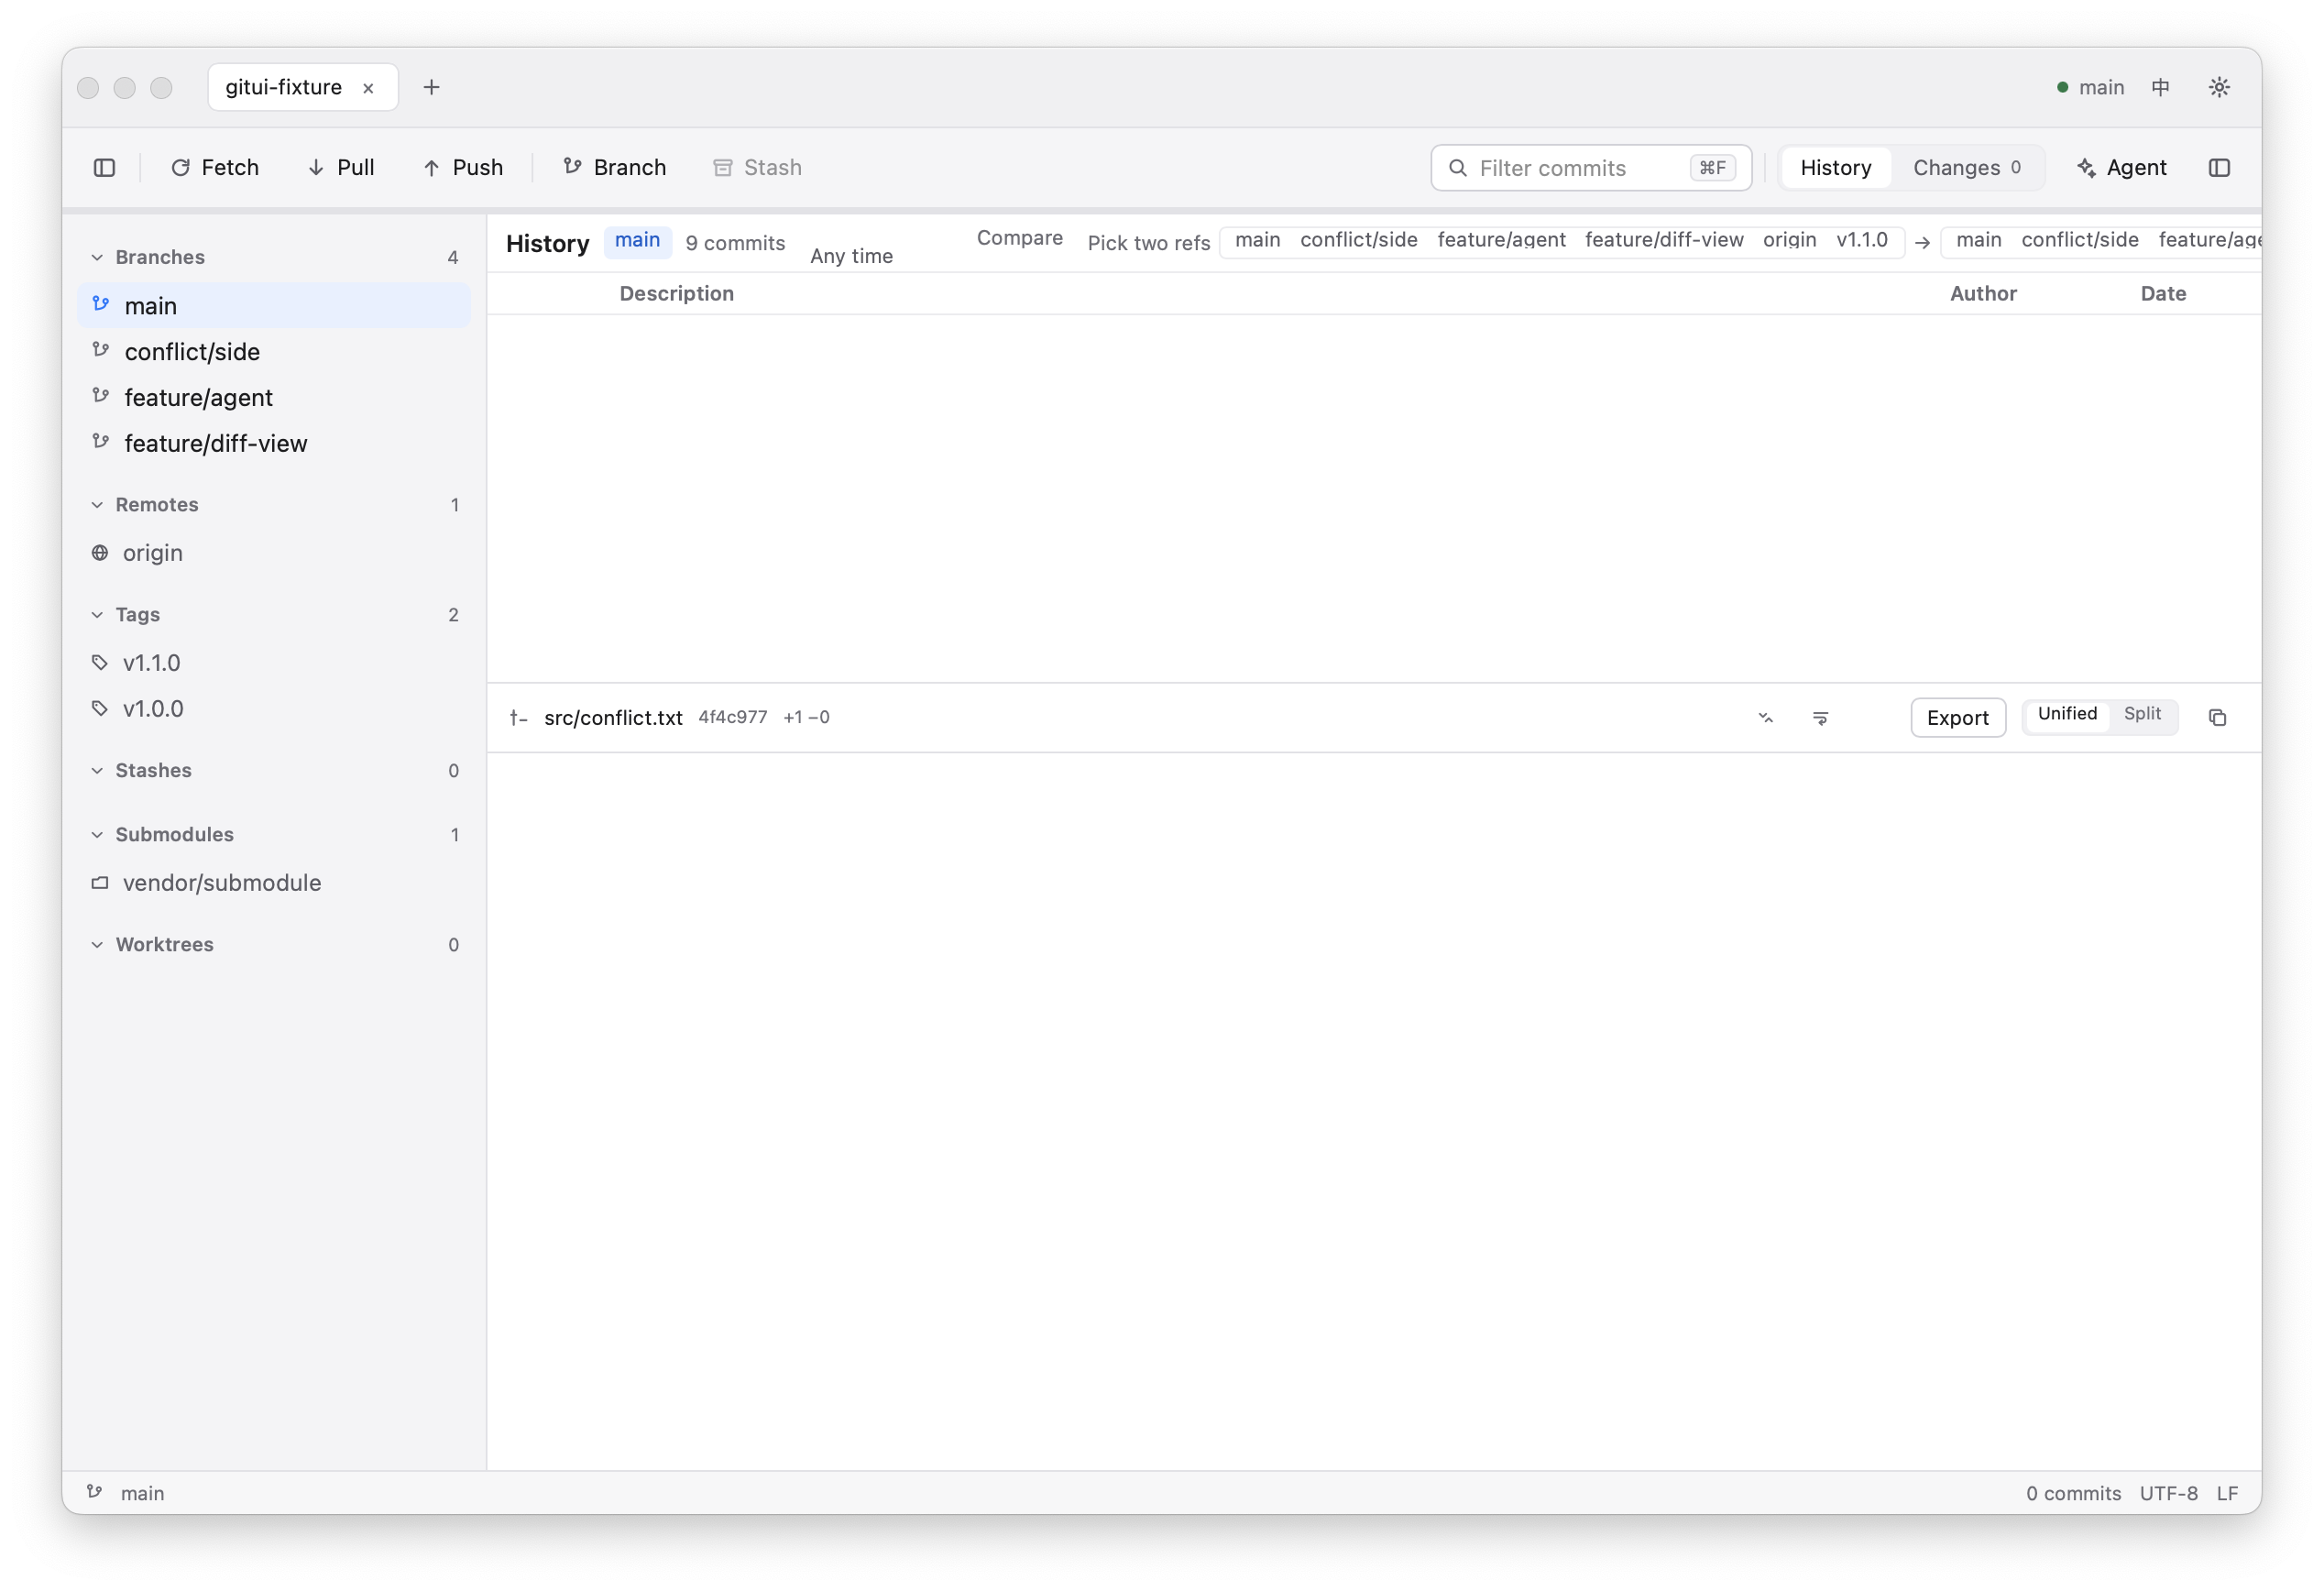 gitui-fixture × +
main 中
Fetch Pull Push Branch Stash
Filter commits ⌘F
History Changes 0 Agent
Branches 4
main
conflict/side
feature/agent
feature/diff-view
Remotes 1
origin
Tags 2
v1.1.0
v1.0.0
Stashes 0
Submodules 1
vendor/submodule
Worktrees 0
History main 9 commits Any time Compare Pick two refs main conflict/side feature/agent feature/diff-view origin v1.1.0 → main conflict/side feature/age
Description Author Date
src/conflict.txt 4f4c977 +1 −0 Export Unified Split
main 0 commits UTF-8 LF